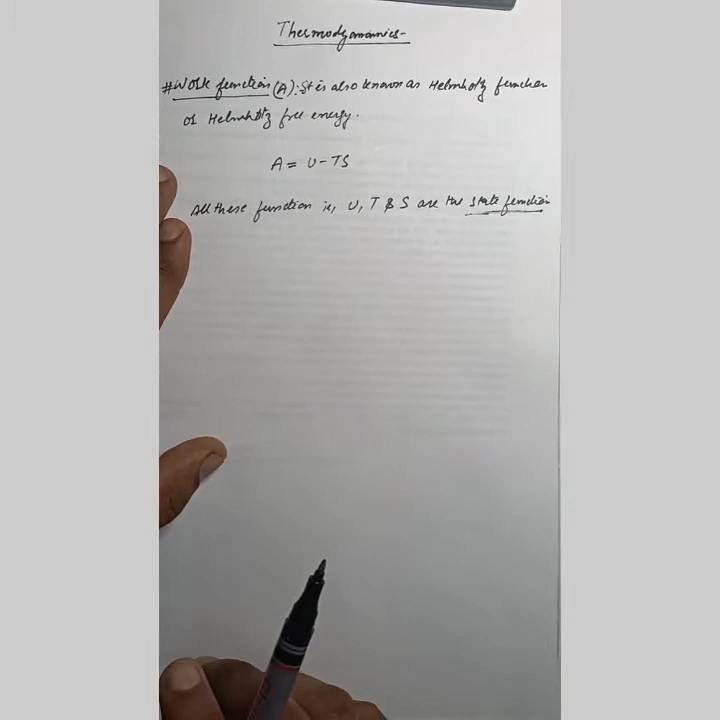 Thermodynamics-
# Work function (A): It is also known as Helmholtz function
or Helmholtz free energy.
A = U-TS
All these function ie, U, T & S are the state function